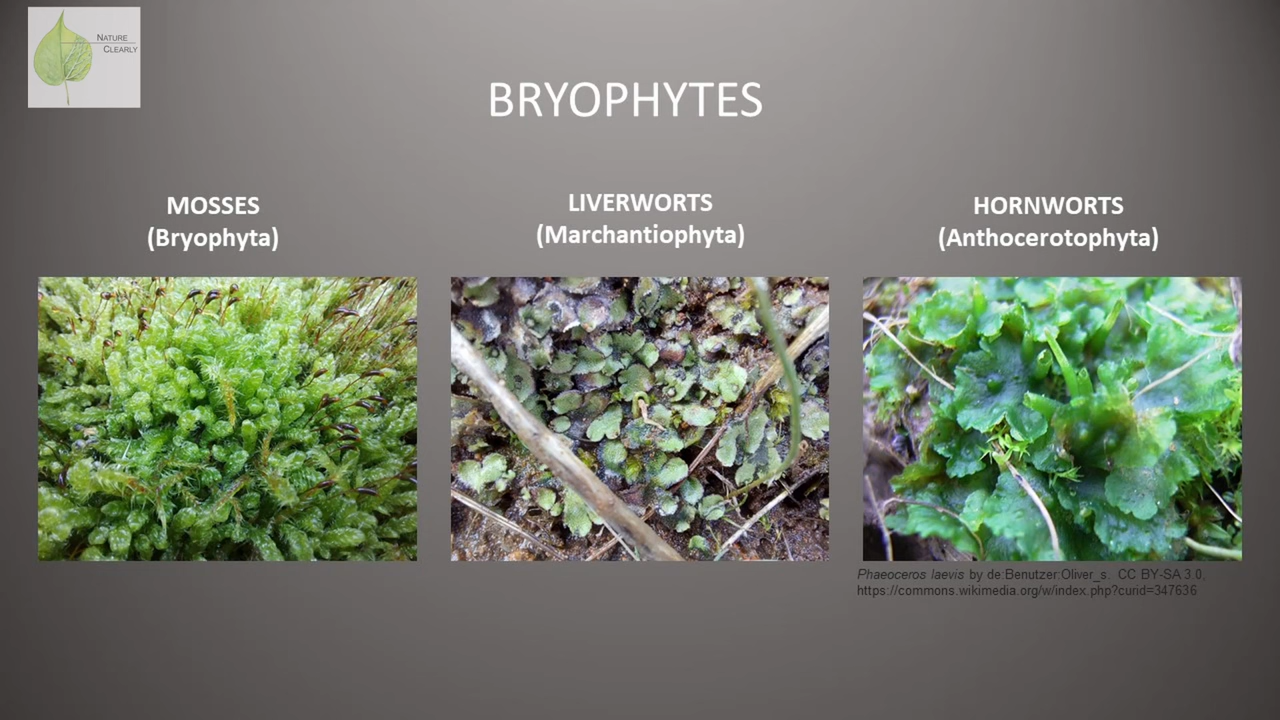 NATURE
CLEARLY
BRYOPHYTES
MOSSES
(Bryophyta)
LIVERWORTS
(Marchantiophyta)
HORNWORTS
(Anthocerotophyta)
Phaeoceros laevis by de:Benutzer:Oliver_s. CC BY-SA 3.0,
https://commons.wikimedia.org/w/index.php?curid=347636